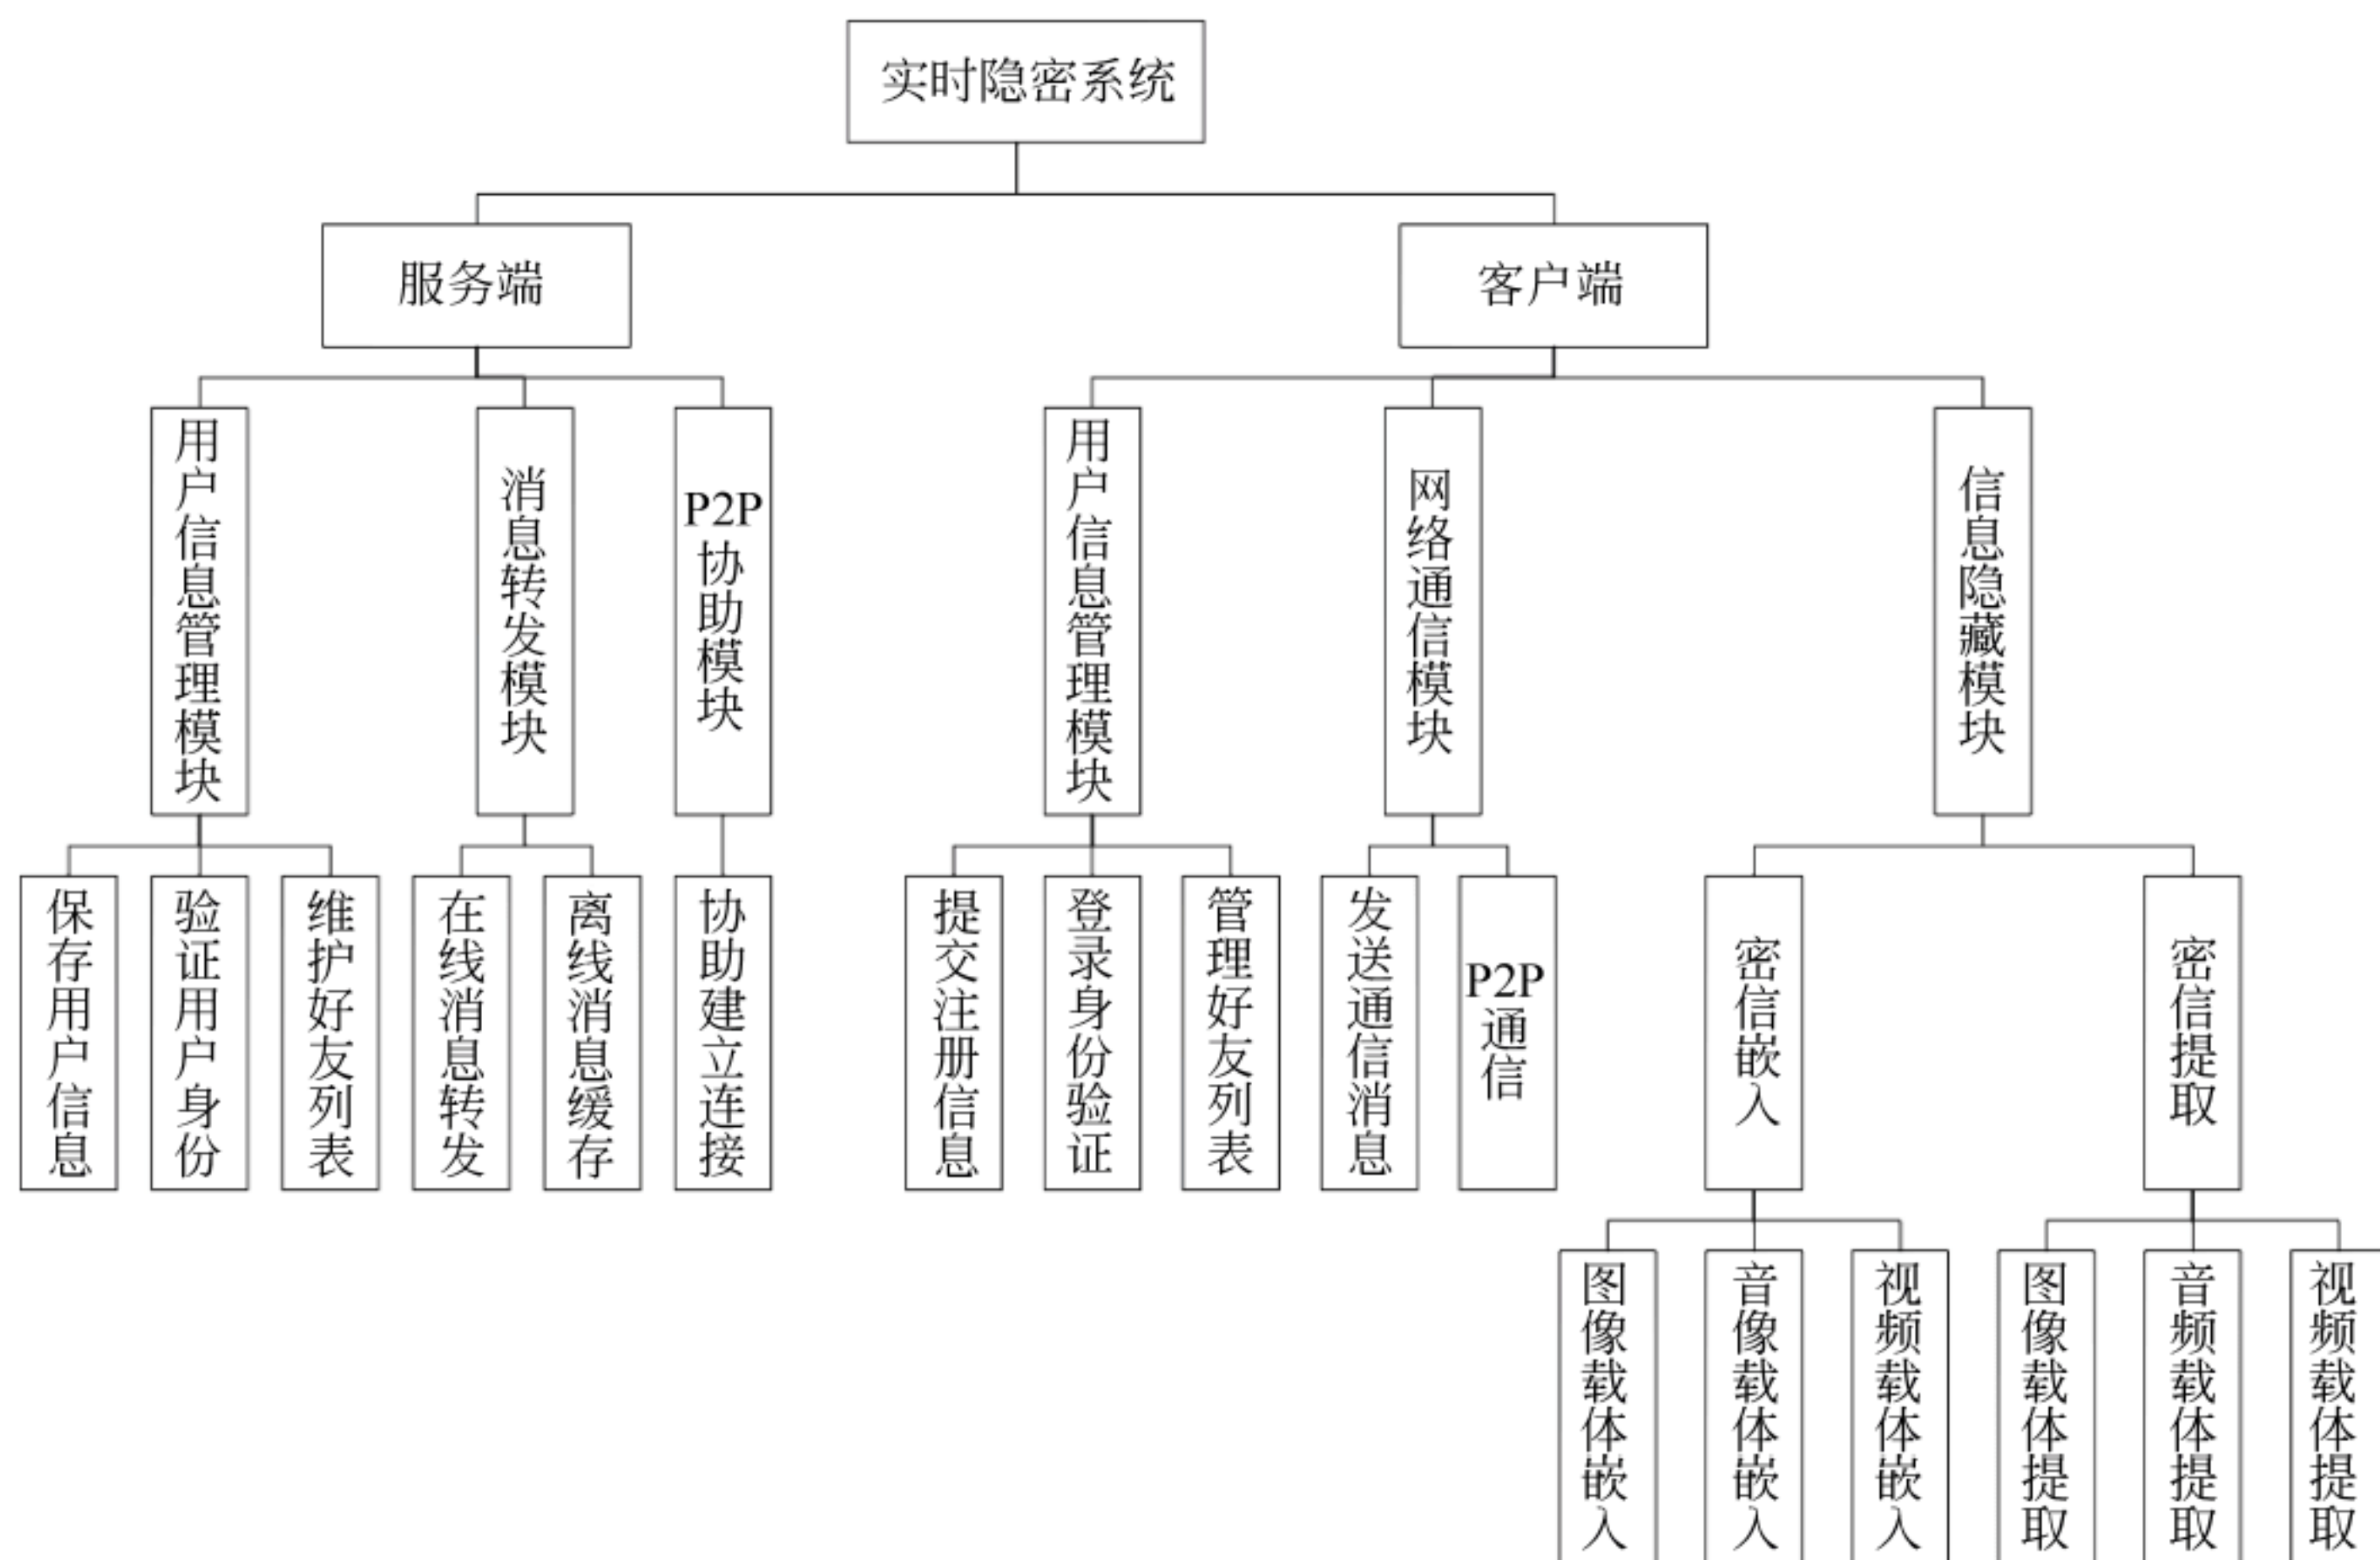 实时隐密系统
服务端
客户端
用户信息管理模块
消息转发模块
P2P协助模块
用户信息管理模块
网络通信模块
信息隐藏模块
保存用户信息
验证用户身份
维护好友列表
在线消息转发
离线消息缓存
协助建立连接
提交注册信息
登录身份验证
管理好友列表
发送通信消息
P2P通信
密信嵌入
密信提取
图像载体嵌入
音像载体嵌入
视频载体嵌入
图像载体提取
音频载体提取
视频载体提取